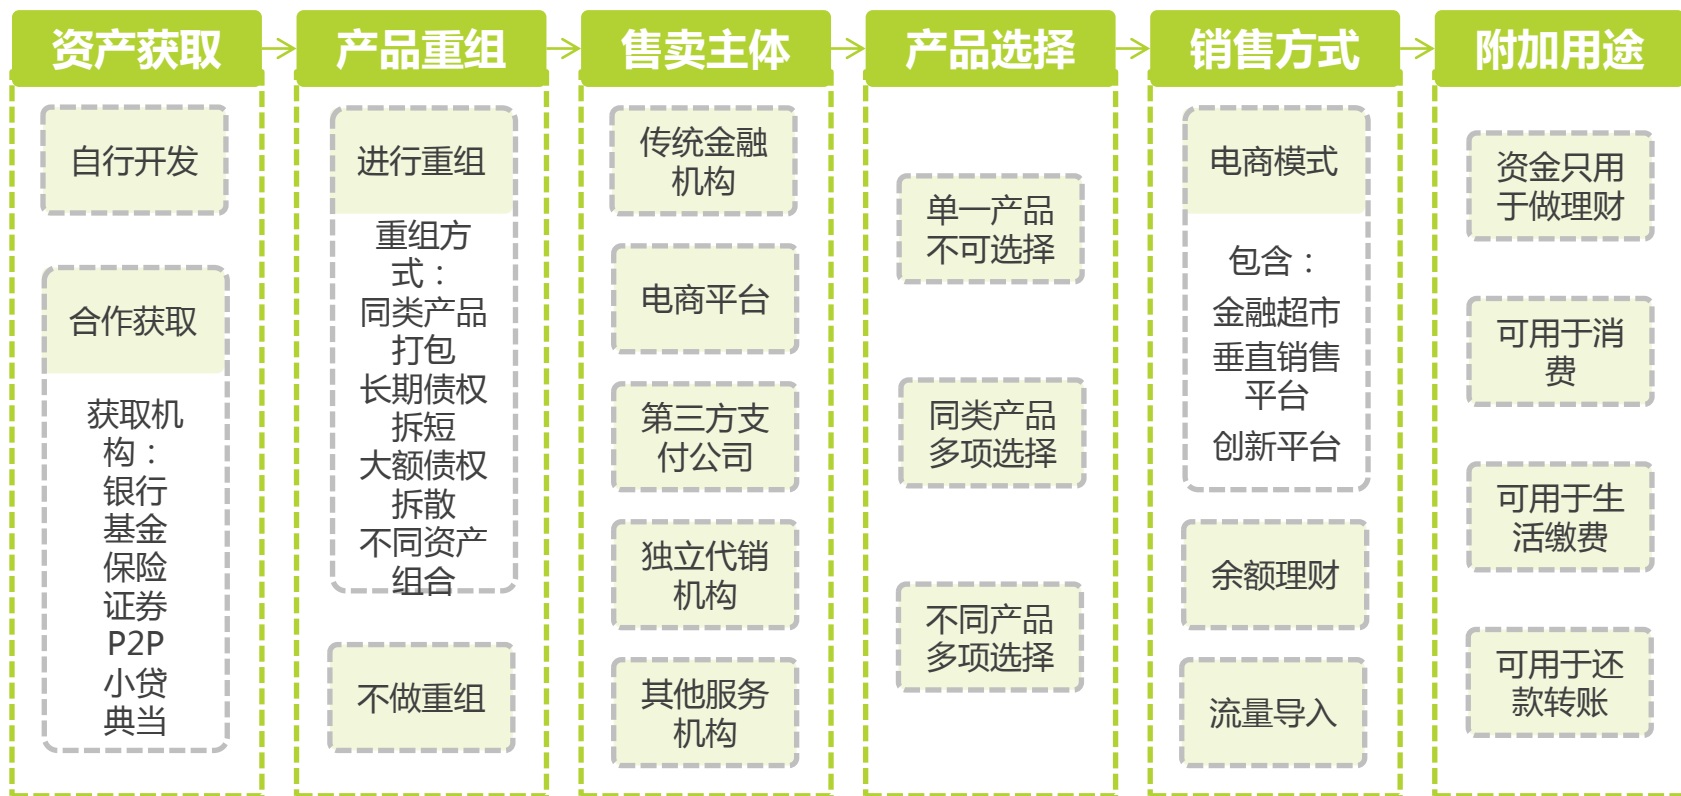 资产获取
自行开发
合作获取
获取机
构：
银行
基金
保险
证券
P2P
小贷
典当
产品重组
进行重组
重组方
式：
同类产品
打包
长期债权
拆短
大额债权
拆散
不同资产
组合
不做重组
售卖主体
传统金融
机构
电商平台
第三方支
付公司
独立代销
机构
其他服务
机构
产品选择
单一产品
不可选择
同类产品
多项选择
不同产品
多项选择
销售方式
电商模式
包含：
金融超市
垂直销售
平台
创新平台
余额理财
流量导入
附加用途
资金只用
于做理财
可用于消
费
可用于生
活缴费
可用于还
款转账